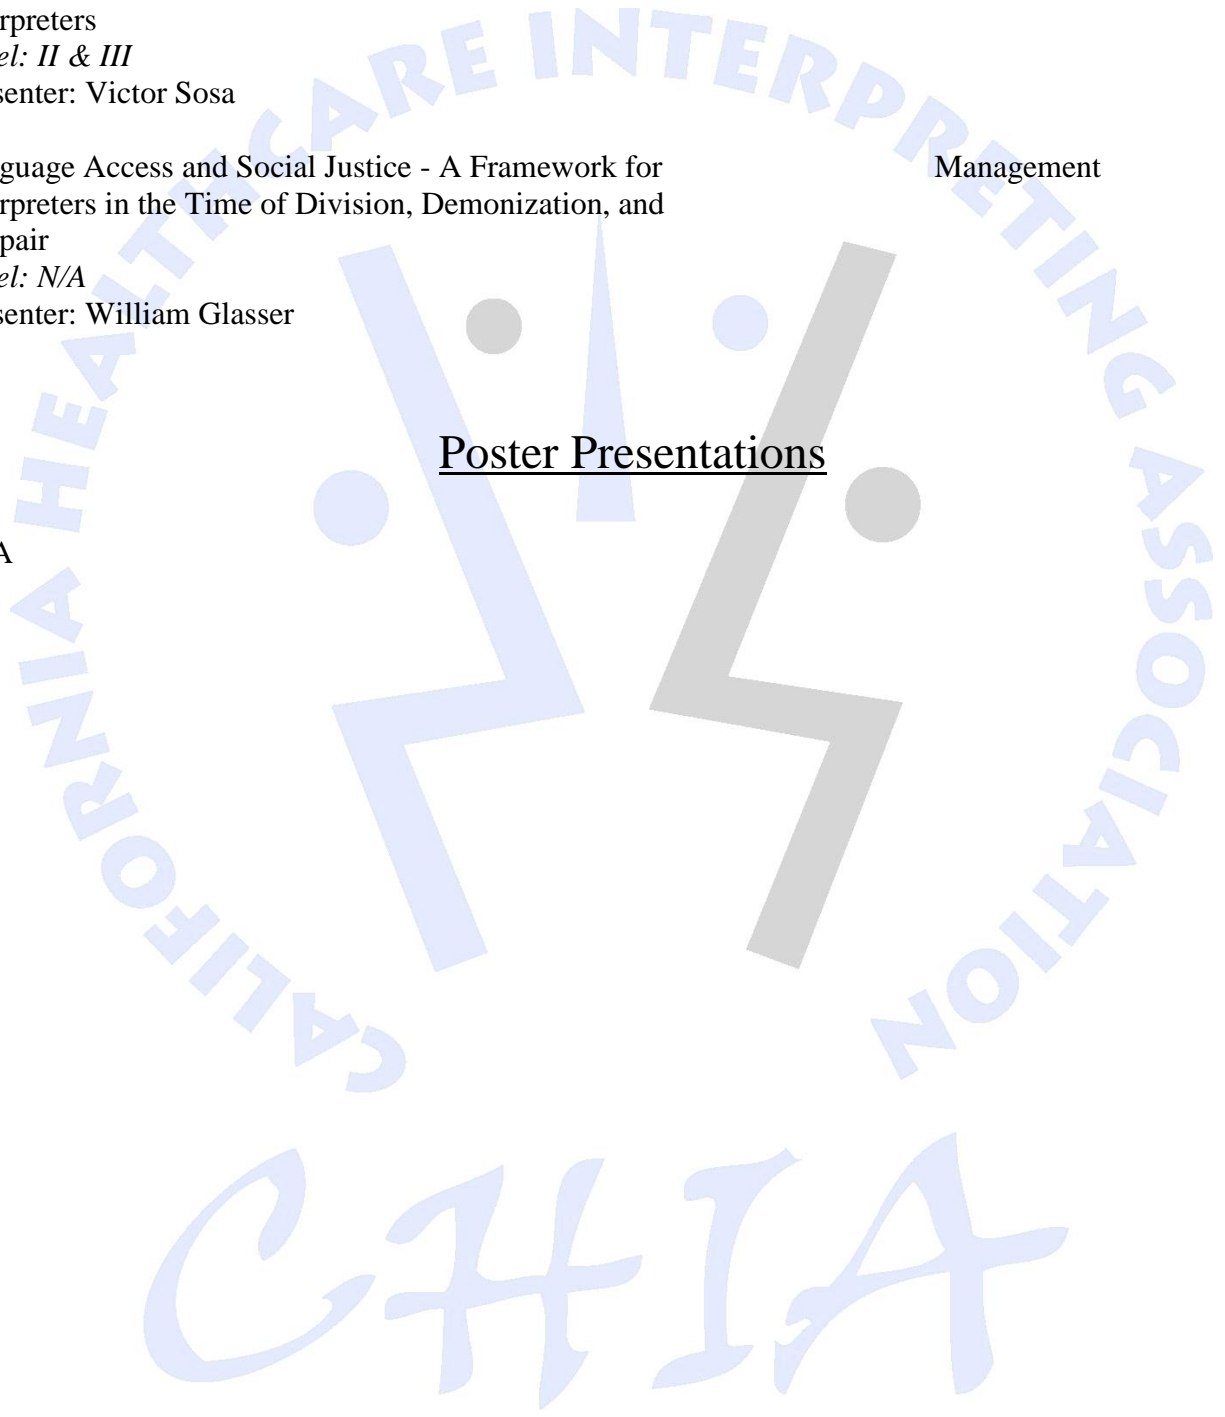 rpreters
el: II & III
senter: Victor Sosa
guage Access and Social Justice - A Framework for Management
rpreters in the Time of Division, Demonization, and
pair
el: N/A
senter: William Glasser
Poster Presentations
A
CALIFORNIA HEALTHCARE INTERPRETING ASSOCIATION
CHIA